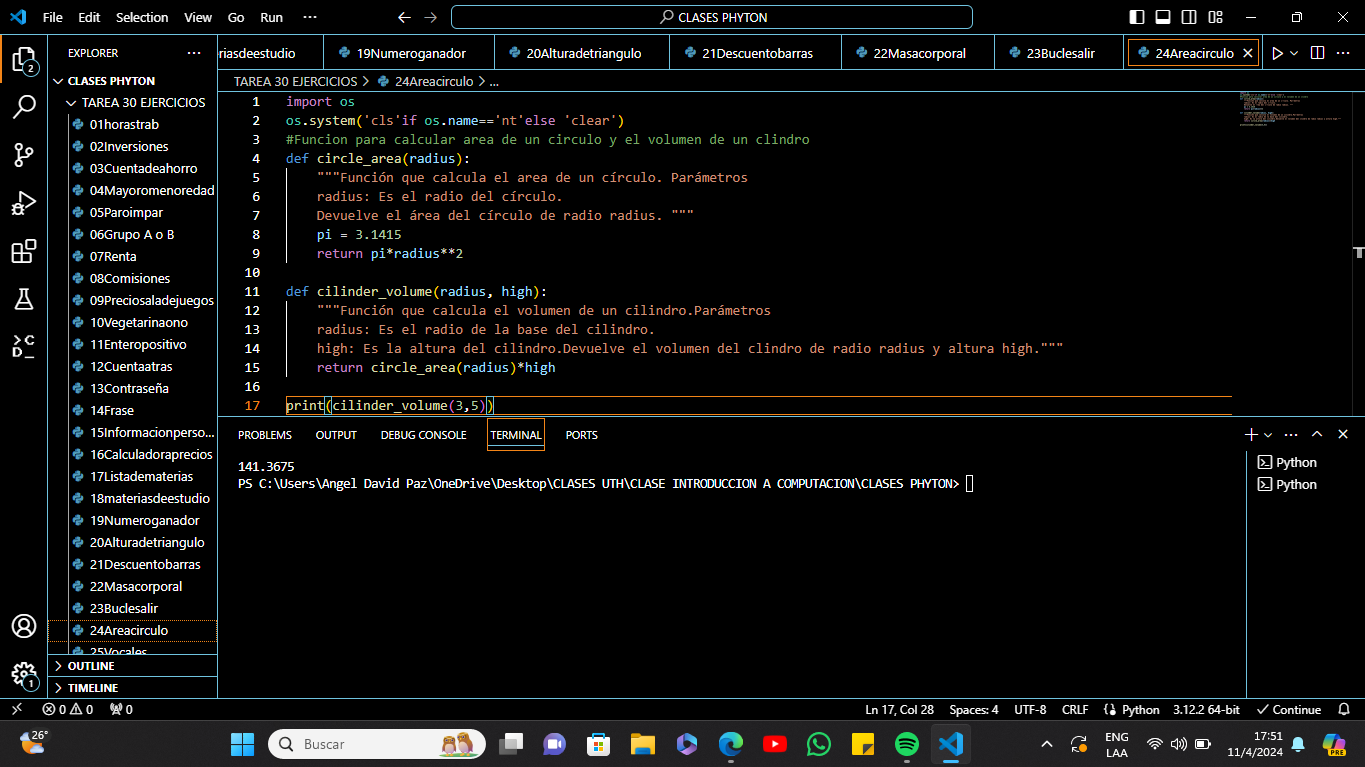 File Edit Selection View Go Run ··· CLASES PHYTON
EXPLORER ···
CLASES PHYTON
TAREA 30 EJERCICIOS
01horastrab
02Inversiones
03Cuentadeahorro
04Mayoromenoredad
05Paroimpar
06Grupo A o B
07Renta
08Comisiones
09Preciosaladejuegos
10Vegetarinaono
11Enteropositivo
12Cuentaatras
13Contraseña
14Frase
15Informacionperso...
16Calculadoraprecios
17Listadematerias
18materiasdeestudio
19Numeroganador
20Alturadetriangulo
21Descuentobarras
22Masacorporal
23Buclesalir
24Areacirculo
25Vocales
OUTLINE
TIMELINE
riasdeestudio 19Numeroganador 20Alturadetriangulo 21Descuentobarras 22Masacorporal 23Buclesalir 24Areacirculo
TAREA 30 EJERCICIOS > 24Areacirculo > ...
1 import os
2 os.system('cls'if os.name=='nt'else 'clear')
3 #Funcion para calcular area de un circulo y el volumen de un clindro
4 def circle_area(radius):
5 """Función que calcula el area de un círculo. Parámetros
6 radius: Es el radio del círculo.
7 Devuelve el área del círculo de radio radius. """
8 pi = 3.1415
9 return pi*radius**2
10
11 def cilinder_volume(radius, high):
12 """Función que calcula el volumen de un cilindro.Parámetros
13 radius: Es el radio de la base del cilindro.
14 high: Es la altura del cilindro.Devuelve el volumen del clindro de radio radius y altura high."""
15 return circle_area(radius)*high
16
17 print(cilinder_volume(3,5))
PROBLEMS OUTPUT DEBUG CONSOLE TERMINAL PORTS
141.3675
PS C:\Users\Angel David Paz\OneDrive\Desktop\CLASES UTH\CLASE INTRODUCCION A COMPUTACION\CLASES PHYTON>
Python
Python
2
1
0 0 0 Ln 17, Col 28 Spaces: 4 UTF-8 CRLF Python 3.12.2 64-bit Continue
26° Buscar ENG LAA 17:51 11/4/2024 PRE